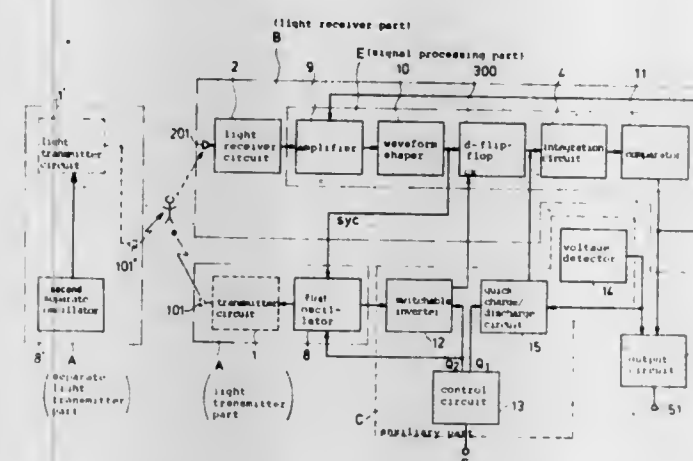 (light receiver part)
B
E (signal processing part)
1'
2
9
10
300
4
11
light
transmitter
circuit
201
light
receiver
circuit
amplifier
waveform
shaper
d-flip-
flop
integration
circuit
comparator
syc
101'
voltage
detector
14
second
separate
oscillator
101
transmitter
circuit
first
oscil-
lator
switchable
inverter
12
quick
charge/
discharge
circuit
15
8'
A
1
8
A
Q2
Q1
output
circuit
(separate
light
transmitter
part)
(light
transmitter
part)
C
control
circuit
13
51
auxiliary part